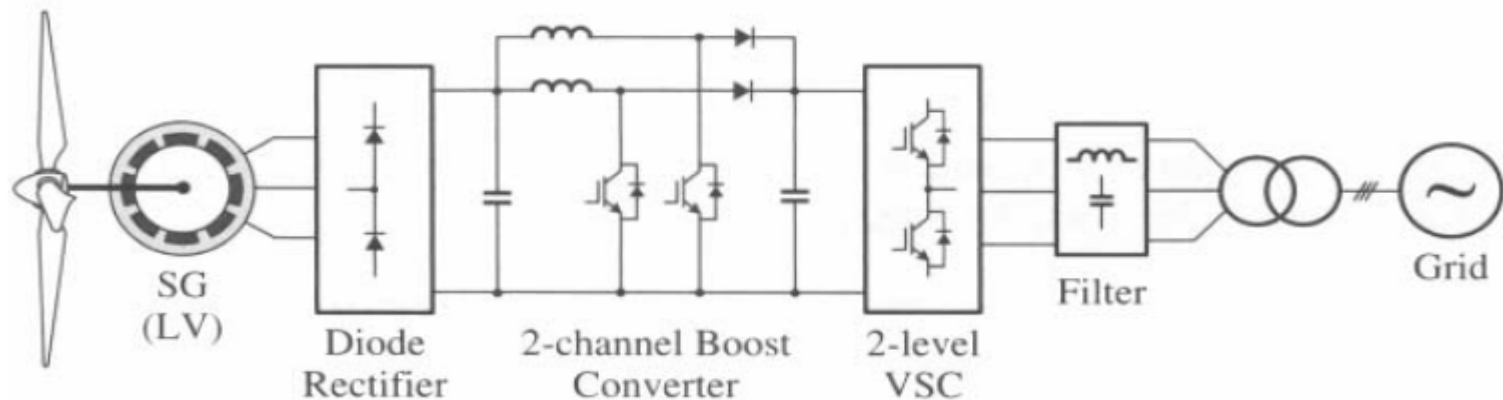 SG
(LV)
Diode
Rectifier
2-channel Boost
Converter
2-level
VSC
Filter
Grid